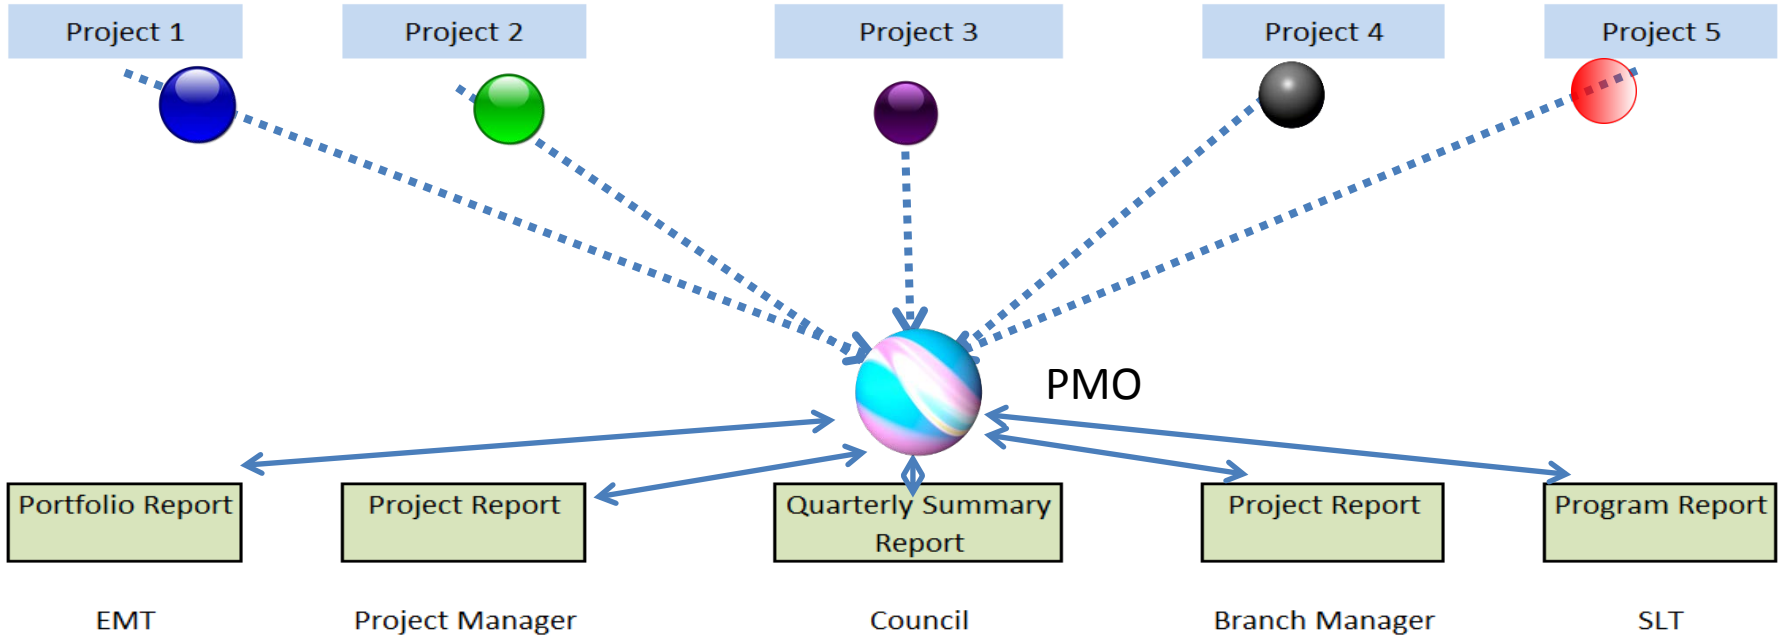 Project 1
Project 2
Project 3
Project 4
Project 5
PMO
Portfolio Report
Project Report
Quarterly Summary
Report
Project Report
Program Report
EMT
Project Manager
Council
Branch Manager
SLT